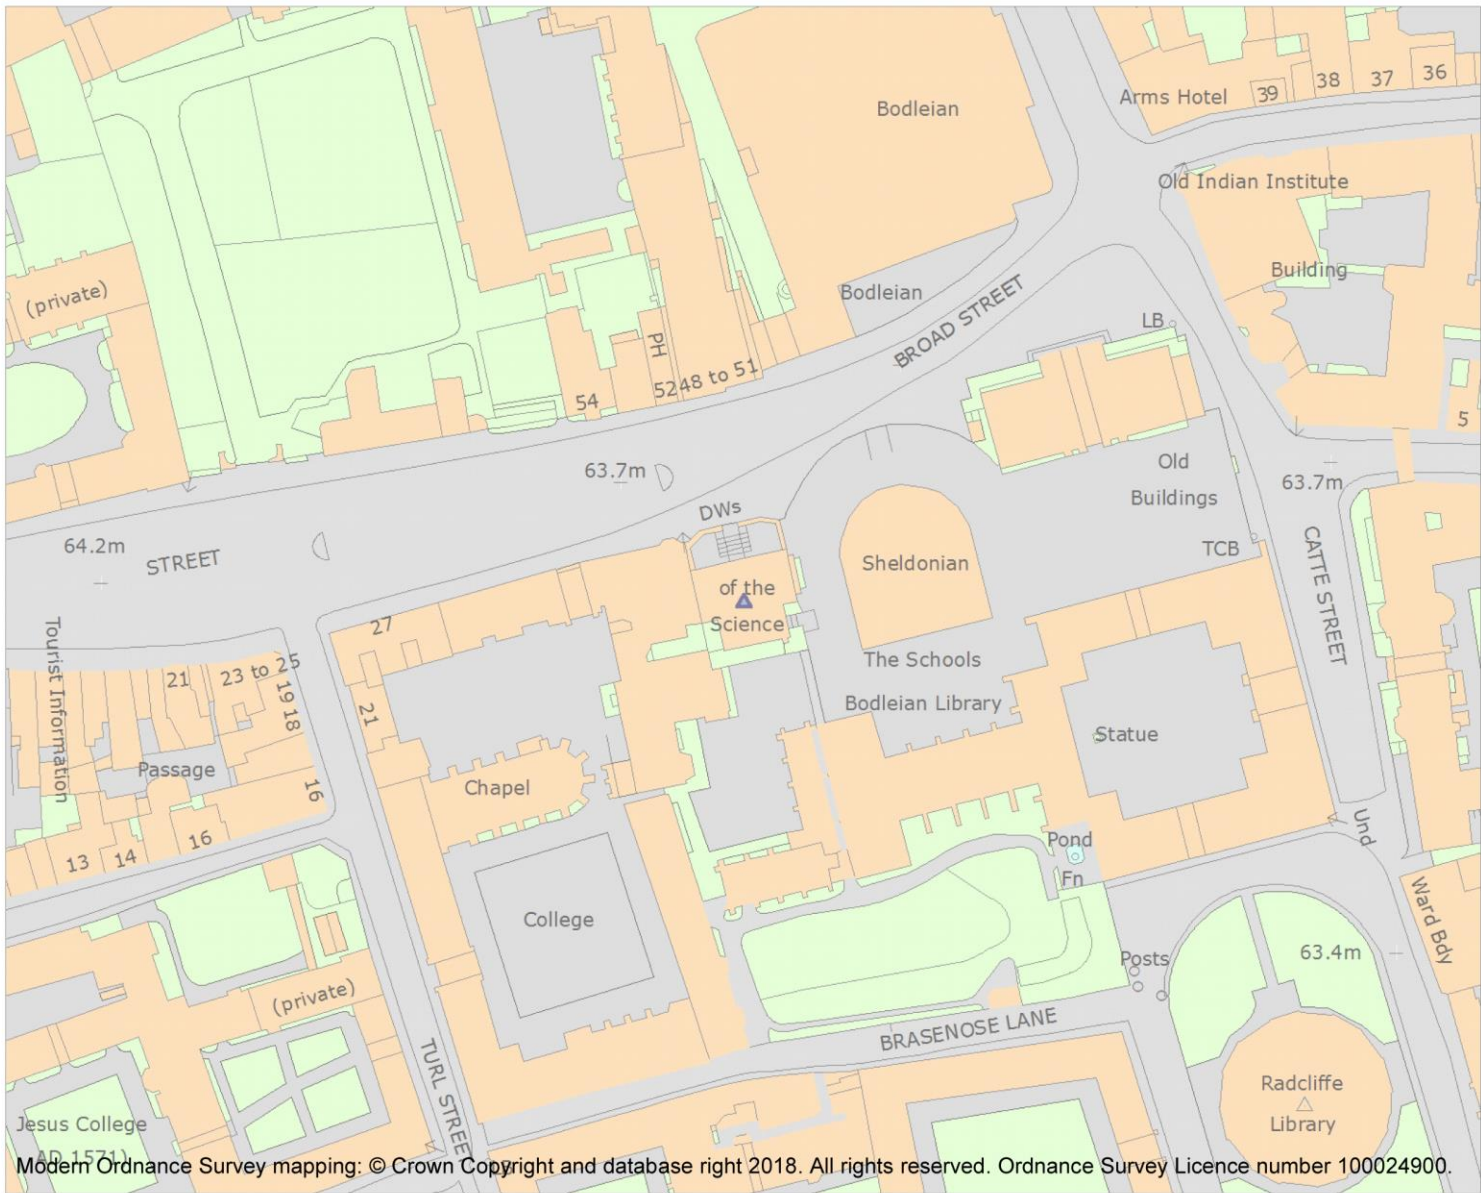 Bodleian
Arms Hotel
39
38
37
36
Old Indian Institute
Building
(private)
Bodleian
BROAD STREET
LB
PH
54
52
48 to 51
5
63.7m
Old
Buildings
63.7m
DWs
64.2m
STREET
TCB
CATTE STREET
Sheldonian
of the
Science
27
Tourist Information
21
23 to 25
19
18
21
The Schools
Bodleian Library
Statue
Passage
Chapel
16
13
14
16
Pond
Fn
Und
Ward Bdy
College
Posts
63.4m
(private)
BRASENOSE LANE
TURL STREET
Radcliffe
Library
Jesus College
AD 1571)
Modern Ordnance Survey mapping: © Crown Copyright and database right 2018. All rights reserved. Ordnance Survey Licence number 100024900.